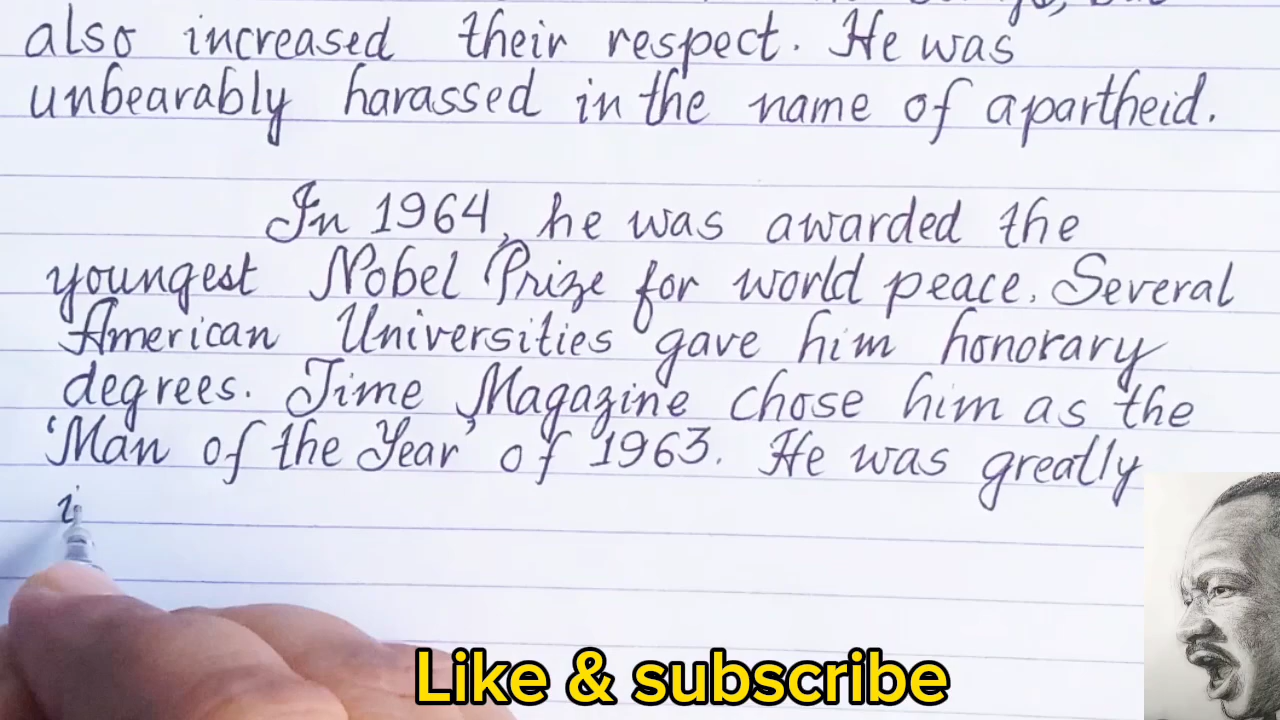 also increased their respect. He was
unbearably harassed in the name of apartheid.
In 1964, he was awarded the
youngest Nobel Prize for world peace. Several
American Universities gave him honorary
degrees. Time Magazine chose him as the
'Man of the Year' of 1963. He was greatly
i
Like & subscribe